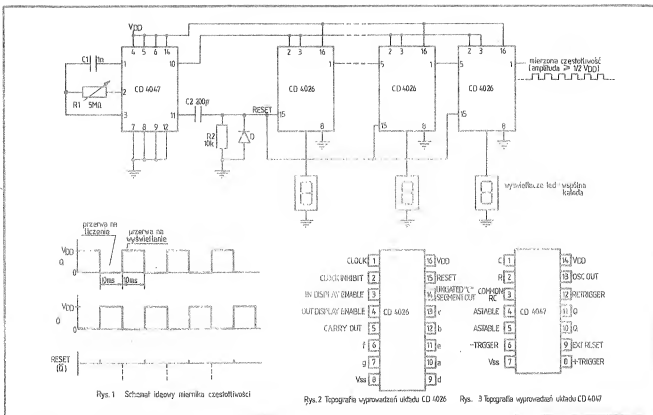 VDD
4 5 6 14
C1 1n
1
10
R1 5MΩ
2
CD 4047
3
11
7 8 9 12
C2 200p
RESET
R2 10k
D
2 3 16
1
CD 4026
15
8
2 3 16
5 1
CD 4026
15
8
2 3 16
5 1
CD 4026
15
8
mierzona częstotliwość
(amplituda ≥ 1/2 VDD)
wyświetlacze led - wspólna
katoda
przerwa na
liczenie
przerwa na
wyświetlanie
VDD
Q
0
10ms 10ms
VDD
Q
0
RESET
(Q)
Rys. 1 Schemat ideowy miernika częstotliwości
CLOCK 1
CLOCK INHIBIT 2
IN DISPLAY ENABLE 3
OUT DISPLAY ENABLE 4
CARRY OUT 5
f 6
g 7
Vss 8
CD 4026
16 VDD
15 RESET
14 UNGATED "C" SEGMENT OUT
13 c
12 b
11 e
10 a
9 d
Rys. 2 Topografia wyprowadzeń układu CD 4026
C 1
R 2
COMMON RC 3
ASTABLE 4
ASTABLE 5
-TRIGGER 6
Vss 7
CD 4047
14 VDD
13 OSC OUT
12 RETRIGGER
11 Q
10 Q
9 EXT RESET
8 +TRIGGER
Rys. 3 Topografia wyprowadzeń układu CD 4047